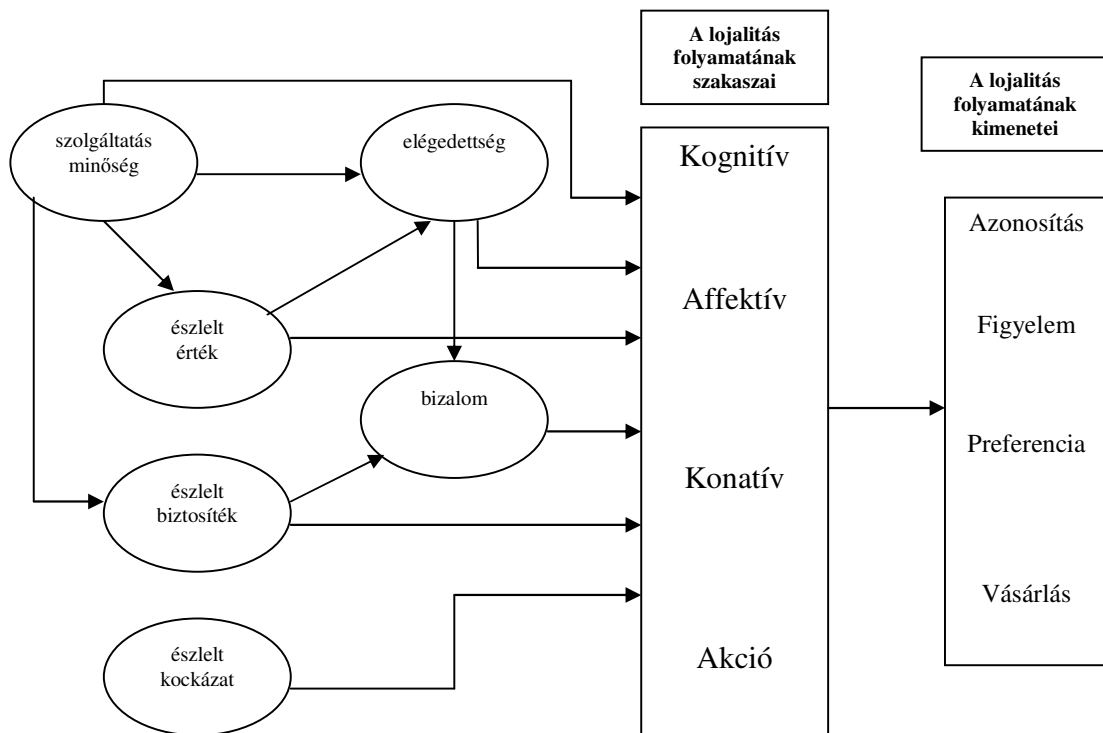 A lojalitás
folyamatának
szakaszai
A lojalitás
folyamatának
kimenetei
szolgáltatás
minőség
elégedettség
észlelt
érték
bizalom
észlelt
biztosíték
észlelt
kockázat
Kognitív
Affektív
Konatív
Akció
Azonosítás
Figyelem
Preferencia
Vásárlás